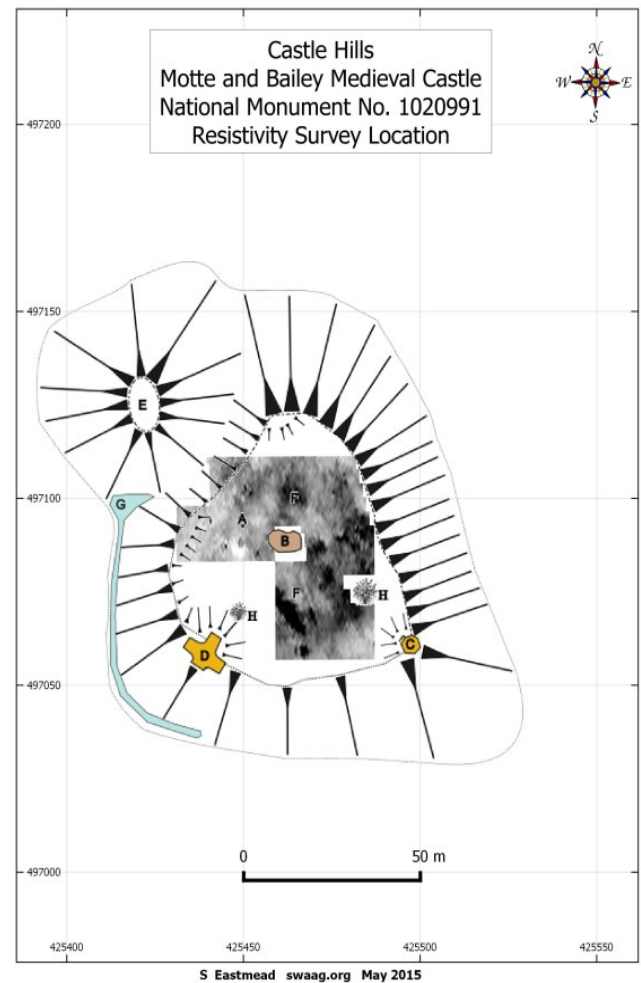 Castle Hills
Motte and Bailey Medieval Castle
National Monument No. 1020991
Resistivity Survey Location
N
W E
S
497200
497150
E
497100
G
F
A
B
F
H
H
C
D
497050
0 50 m
497000
425400 425450 425500 425550
S Eastmead swaag.org May 2015